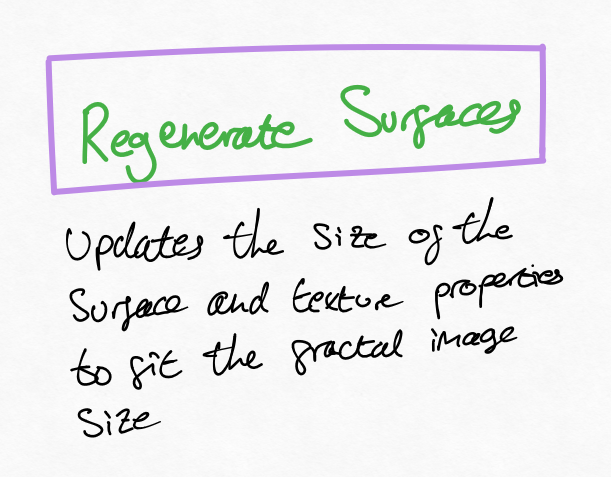 Regenerate Surfaces
Updates the size of the
Surface and texture properties
to fit the fractal image
size